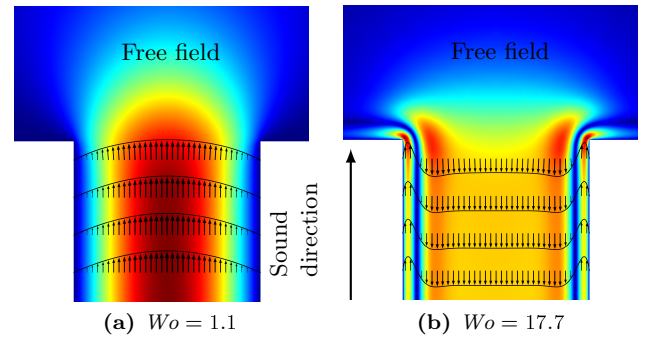 Free field
Free field
Sound
direction
(a) Wo = 1.1
(b) Wo = 17.7